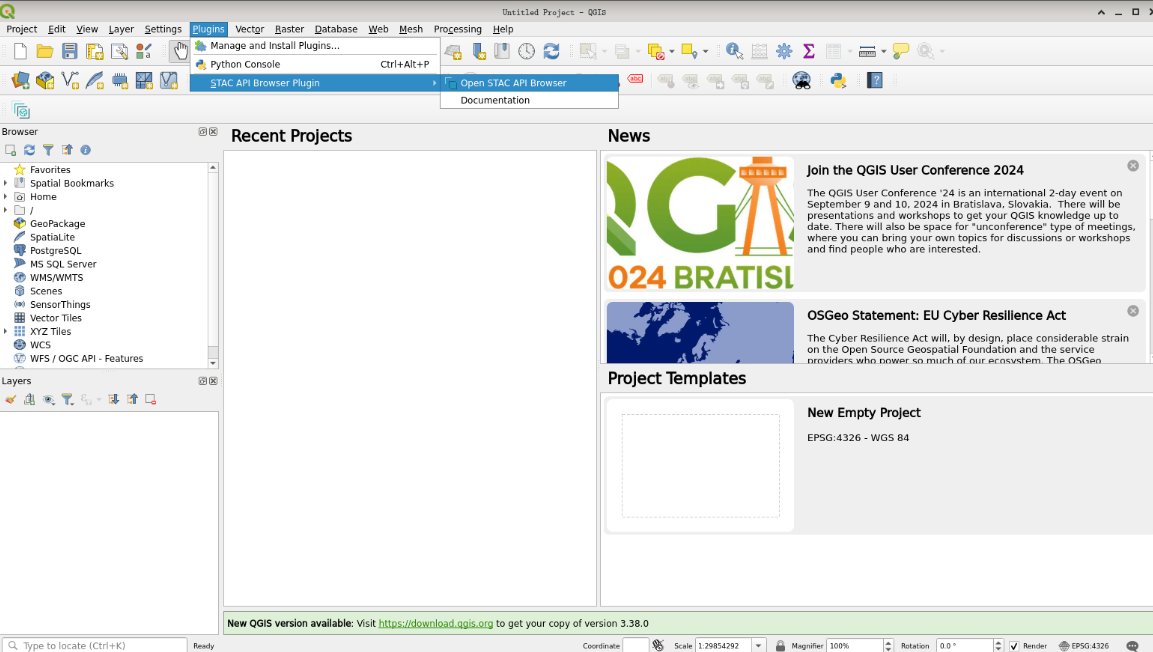 Untitled Project - QGIS
Project Edit View Layer Settings Plugins Vector Raster Database Web Mesh Processing Help
Manage and Install Plugins...
Python Console Ctrl+Alt+P
STAC API Browser Plugin
Open STAC API Browser
Documentation
abc
Browser
Favorites
Spatial Bookmarks
Home
/
GeoPackage
SpatiaLite
PostgreSQL
MS SQL Server
WMS/WMTS
Scenes
SensorThings
Vector Tiles
XYZ Tiles
WCS
WFS / OGC API - Features
Layers
Recent Projects
News
QGIS
024 BRATISL
Join the QGIS User Conference 2024
The QGIS User Conference '24 is an international 2-day event on
September 9 and 10, 2024 in Bratislava, Slovakia. There will be
presentations and workshops to get your QGIS knowledge up to
date. There will also be space for "unconference" type of meetings,
where you can bring your own topics for discussions or workshops
and find people who are interested.
OSGeo Statement: EU Cyber Resilience Act
The Cyber Resilience Act will, by design, place considerable strain
on the Open Source Geospatial Foundation and the service
providers who power so much of our ecosystem. The OSGeo
Project Templates
New Empty Project
EPSG:4326 - WGS 84
New QGIS version available: Visit https://download.qgis.org to get your copy of version 3.38.0
Type to locate (Ctrl+K) Ready Coordinate Scale 1:29854292 Magnifier 100% Rotation 0.0 ° Render EPSG:4326